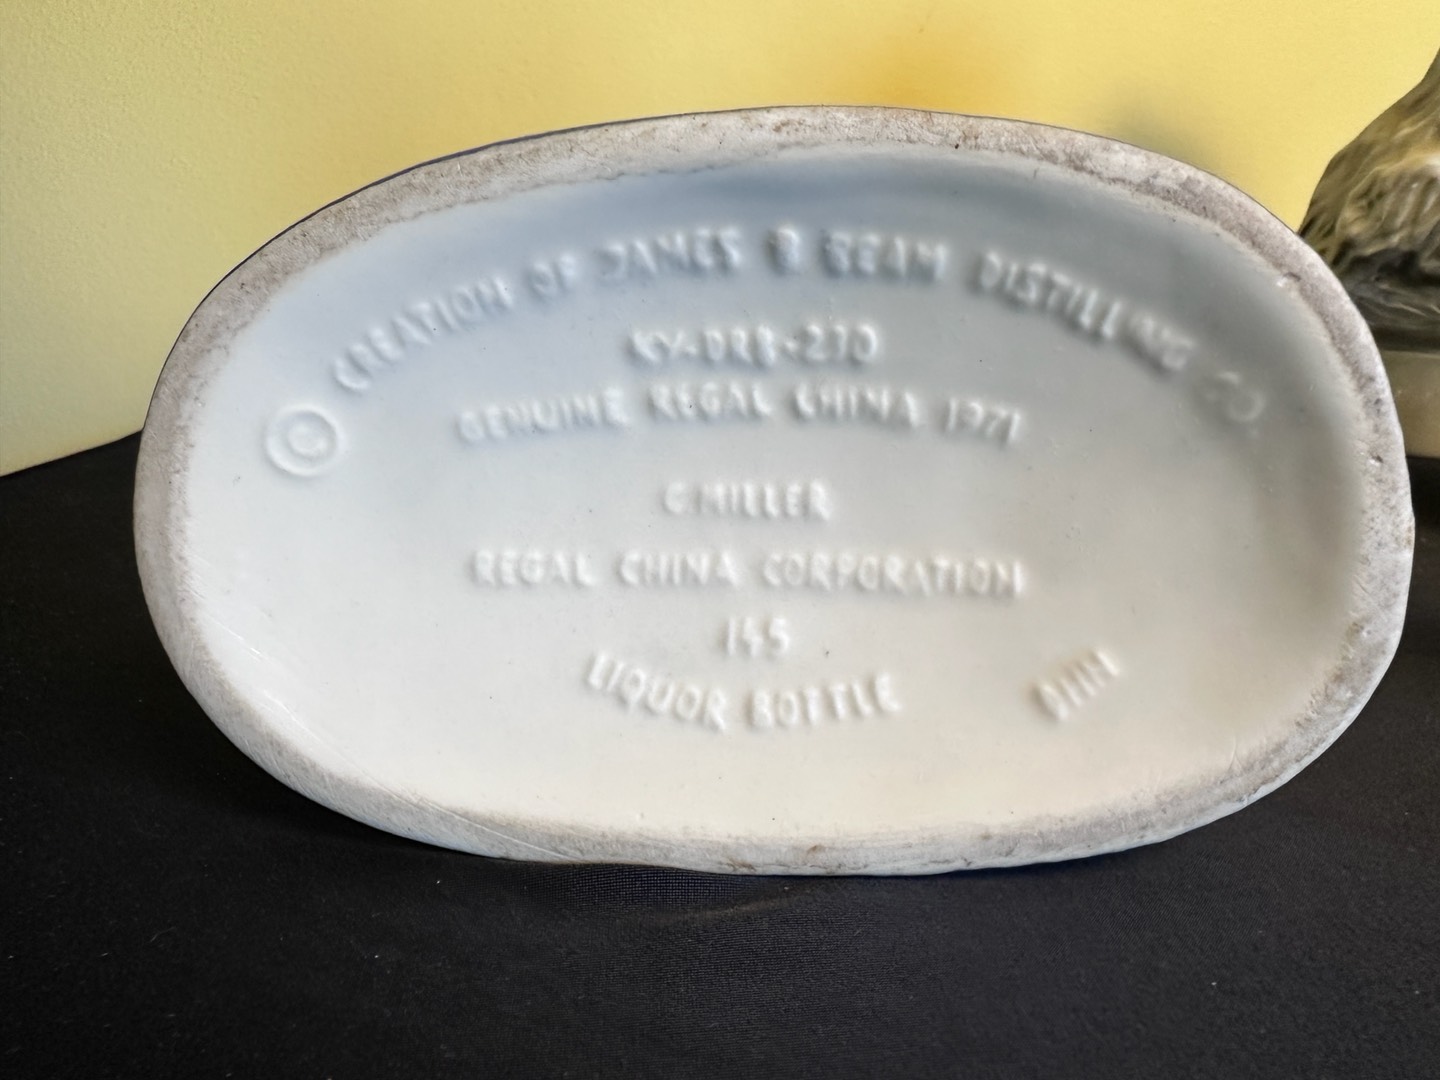 © CREATION OF JAMES B BEAM DISTILLING CO.
KY-DRB-230
GENUINE REGAL CHINA 1971
C. MILLER
REGAL CHINA CORPORATION
145
LIQUOR BOTTLE